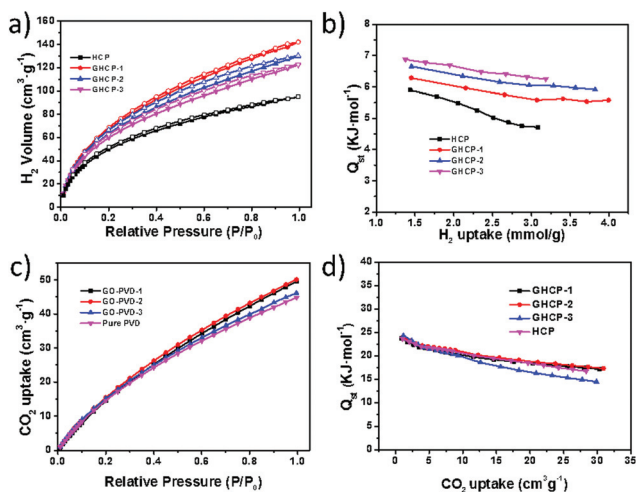 a)
H2 Volume (cm3·g-1)
160
140
120
100
80
60
40
20
0
HCP
GHCP-1
GHCP-2
GHCP-3
0.0 0.2 0.4 0.6 0.8 1.0
Relative Pressure (P/P0)
b)
Qst (KJ·mol-1)
8
7
6
5
4
3
2
HCP
GHCP-1
GHCP-2
GHCP-3
1.0 1.5 2.0 2.5 3.0 3.5 4.0
H2 uptake (mmol/g)
c)
CO2 uptake (cm3·g-1)
50
40
30
20
10
0
GO-PVD-1
GO-PVD-2
GO-PVD-3
Pure PVD
0.0 0.2 0.4 0.6 0.8 1.0
Relative Pressure (P/P0)
d)
Qst (KJ·mol-1)
40
35
30
25
20
15
10
5
0
GHCP-1
GHCP-2
GHCP-3
HCP
0 5 10 15 20 25 30 35
CO2 uptake (cm3g-1)